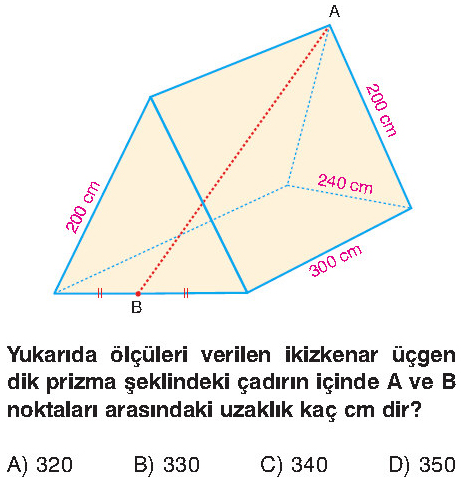 A
200 cm
240 cm
200 cm
300 cm
B
Yukarıda ölçüleri verilen ikizkenar üçgen
dik prizma şeklindeki çadırın içinde A ve B
noktaları arasındaki uzaklık kaç cm dir?
A) 320 B) 330 C) 340 D) 350